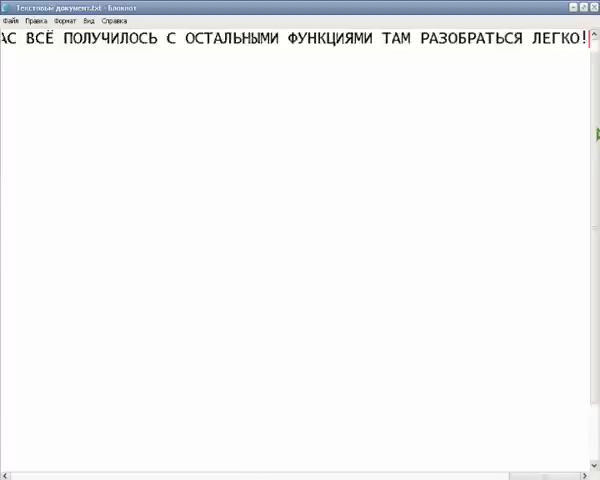 Текстовый документ.txt - Блокнот
Файл Правка Формат Вид Справка
АС ВСЁ ПОЛУЧИЛОСЬ С ОСТАЛЬНЫМИ ФУНКЦИЯМИ ТАМ РАЗОБРАТЬСЯ ЛЕГКО!